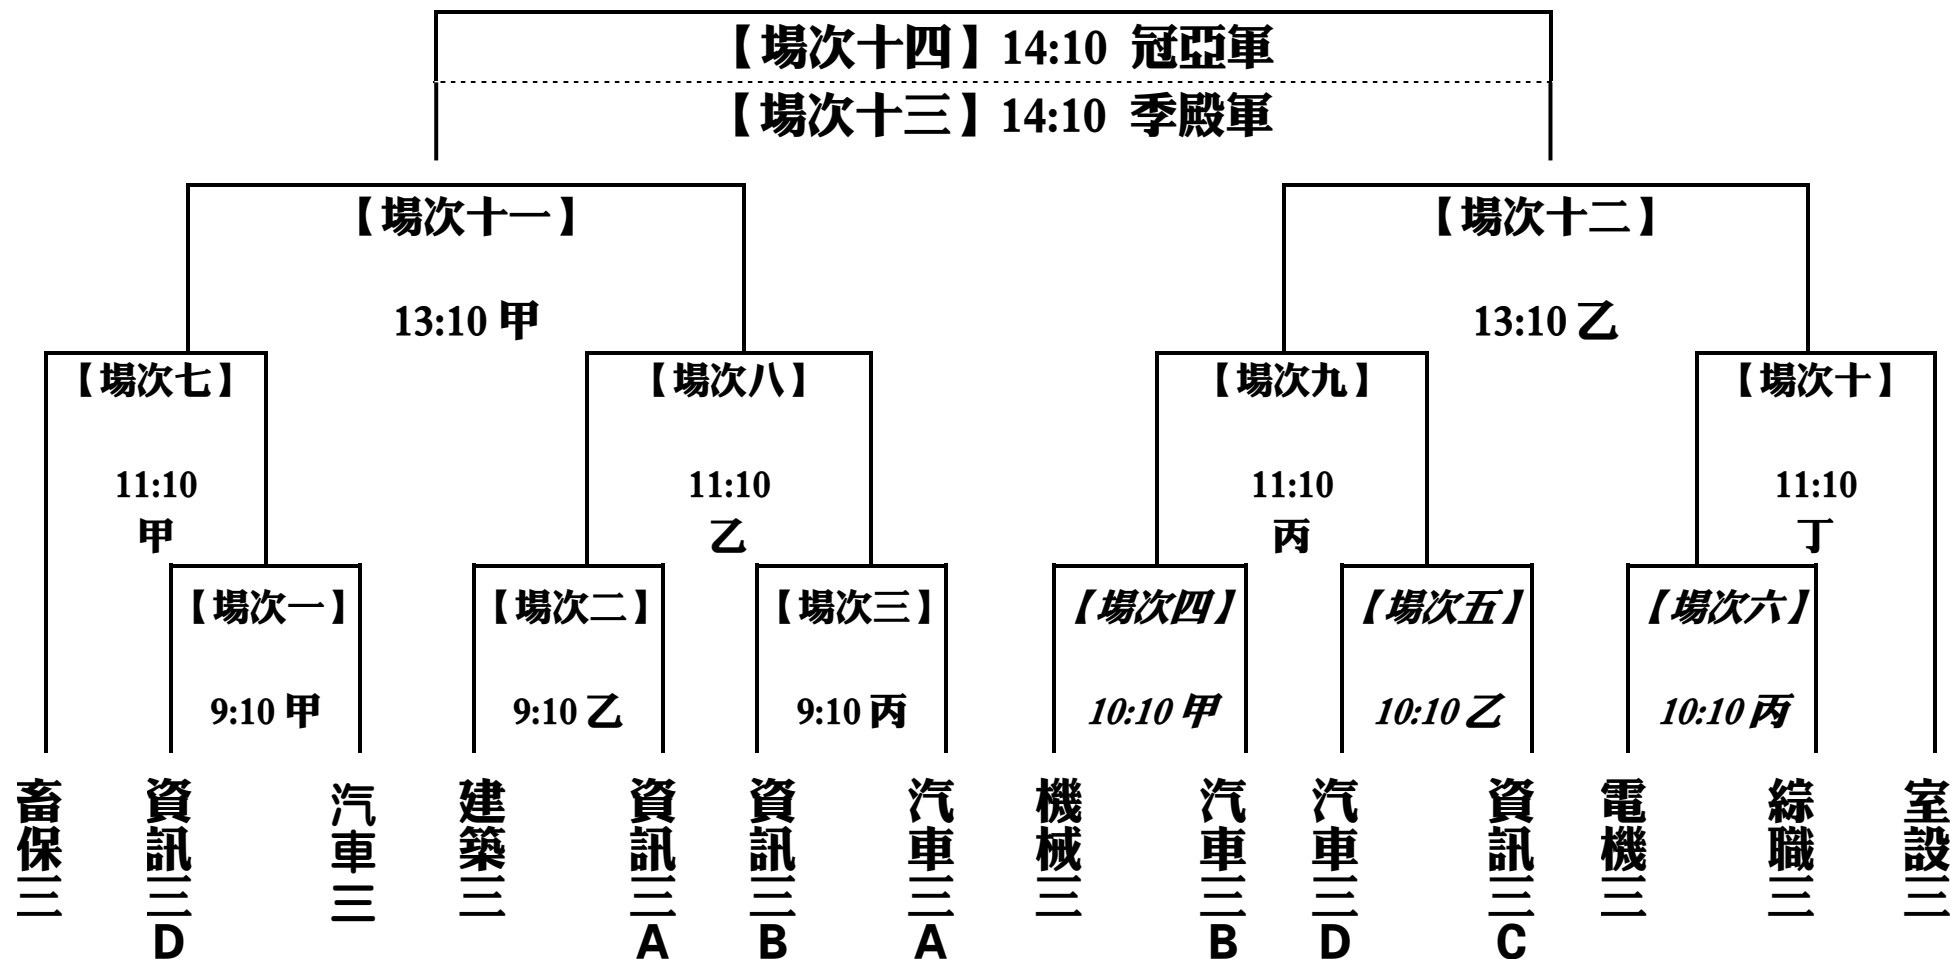 【場次十四】14:10 冠亞軍
【場次十三】14:10 季殿軍
【場次十一】
【場次十二】
13:10 甲
13:10 乙
【場次七】
【場次八】
【場次九】
【場次十】
11:10
甲
11:10
乙
11:10
丙
11:10
丁
【場次一】
【場次二】
【場次三】
【場次四】
【場次五】
【場次六】
9:10 甲
9:10 乙
9:10 丙
10:10 甲
10:10 乙
10:10 丙
畜保三
資訊三D
汽車三
建築三
資訊三A
資訊三B
汽車三A
機械三
汽車三B
汽車三D
資訊三C
電機三
綜職三
室設三